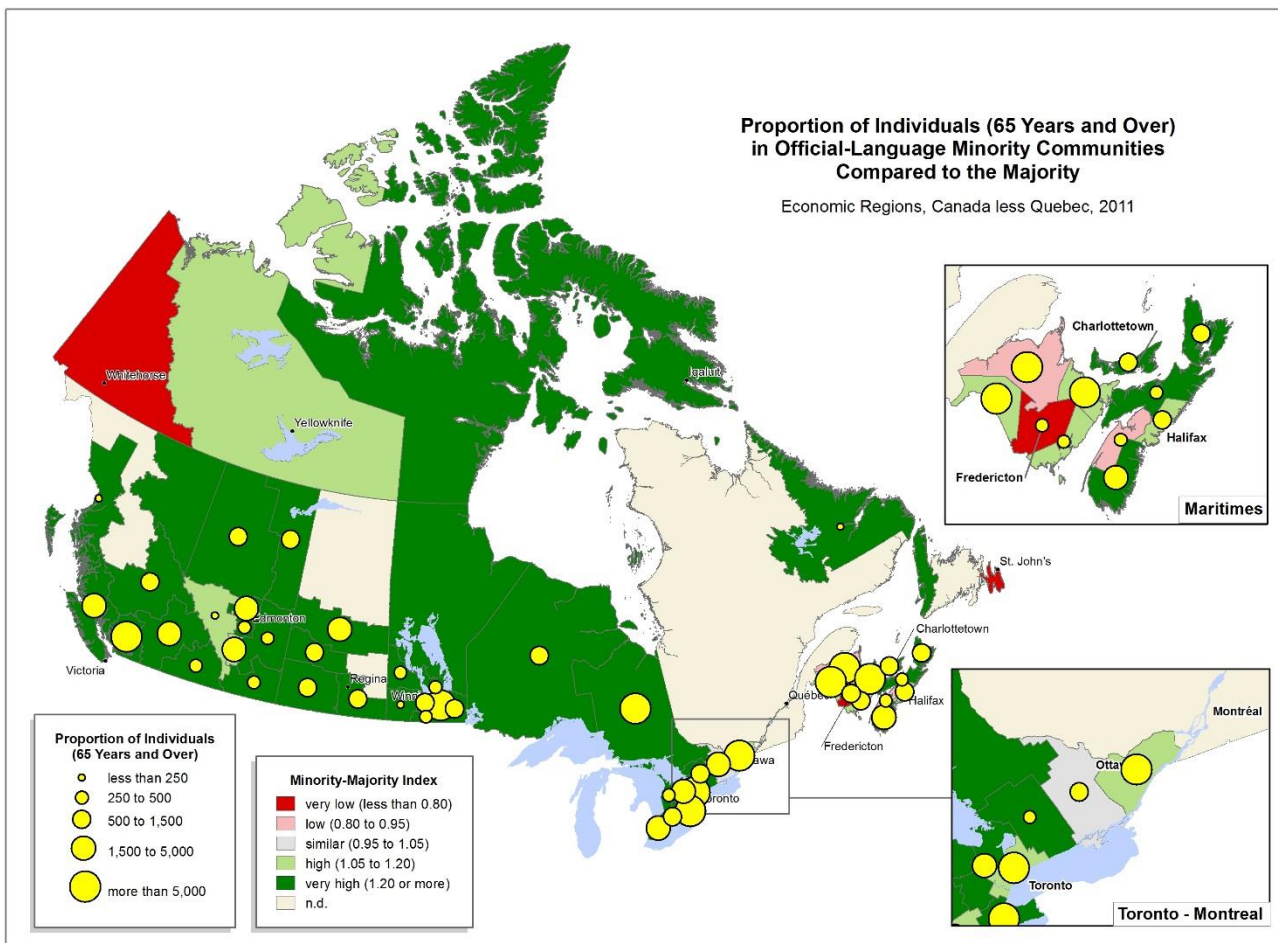 Proportion of Individuals (65 Years and Over)
in Official-Language Minority Communities
Compared to the Majority
Economic Regions, Canada less Quebec, 2011
Whitehorse
Yellowknife
Iqaluit
Edmonton
Victoria
Regina
Winn
St. John's
Charlottetown
Québec
Halifax
Fredericton
awa
oronto
Charlottetown
Halifax
Fredericton
Maritimes
Montréal
Otta
Toronto
Toronto - Montreal
Proportion of Individuals
(65 Years and Over)
less than 250
250 to 500
500 to 1,500
1,500 to 5,000
more than 5,000
Minority-Majority Index
very low (less than 0.80)
low (0.80 to 0.95)
similar (0.95 to 1.05)
high (1.05 to 1.20)
very high (1.20 or more)
n.d.